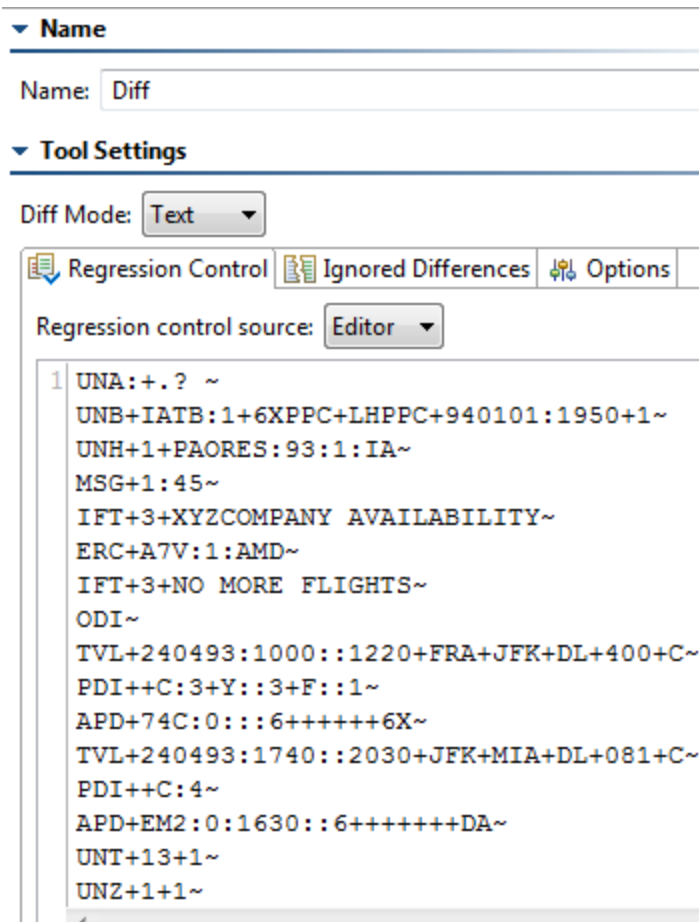 Name
Name: Diff
Tool Settings
Diff Mode: Text
Regression Control Ignored Differences Options
Regression control source: Editor
1 UNA:+.? ~
UNB+IATB:1+6XPPC+LHPPC+940101:1950+1~
UNH+1+PAORES:93:1:IA~
MSG+1:45~
IFT+3+XYZCOMPANY AVAILABILITY~
ERC+A7V:1:AMD~
IFT+3+NO MORE FLIGHTS~
ODI~
TVL+240493:1000::1220+FRA+JFK+DL+400+C~
PDI++C:3+Y::3+F::1~
APD+74C:0:::6++++++6X~
TVL+240493:1740::2030+JFK+MIA+DL+081+C~
PDI++C:4~
APD+EM2:0:1630::6+++++++DA~
UNT+13+1~
UNZ+1+1~